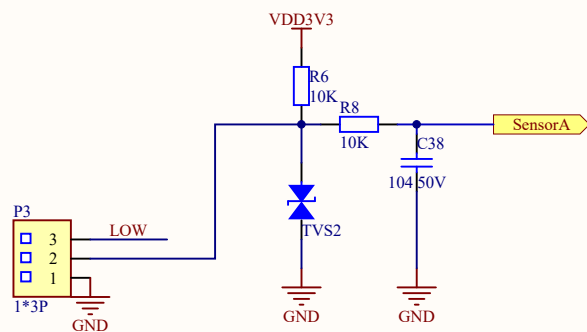 VDD3V3
R6
10K
R8
10K
SensorA
C38
104 50V
TVS2
P3
3
LOW
2
1
1*3P
GND
GND
GND